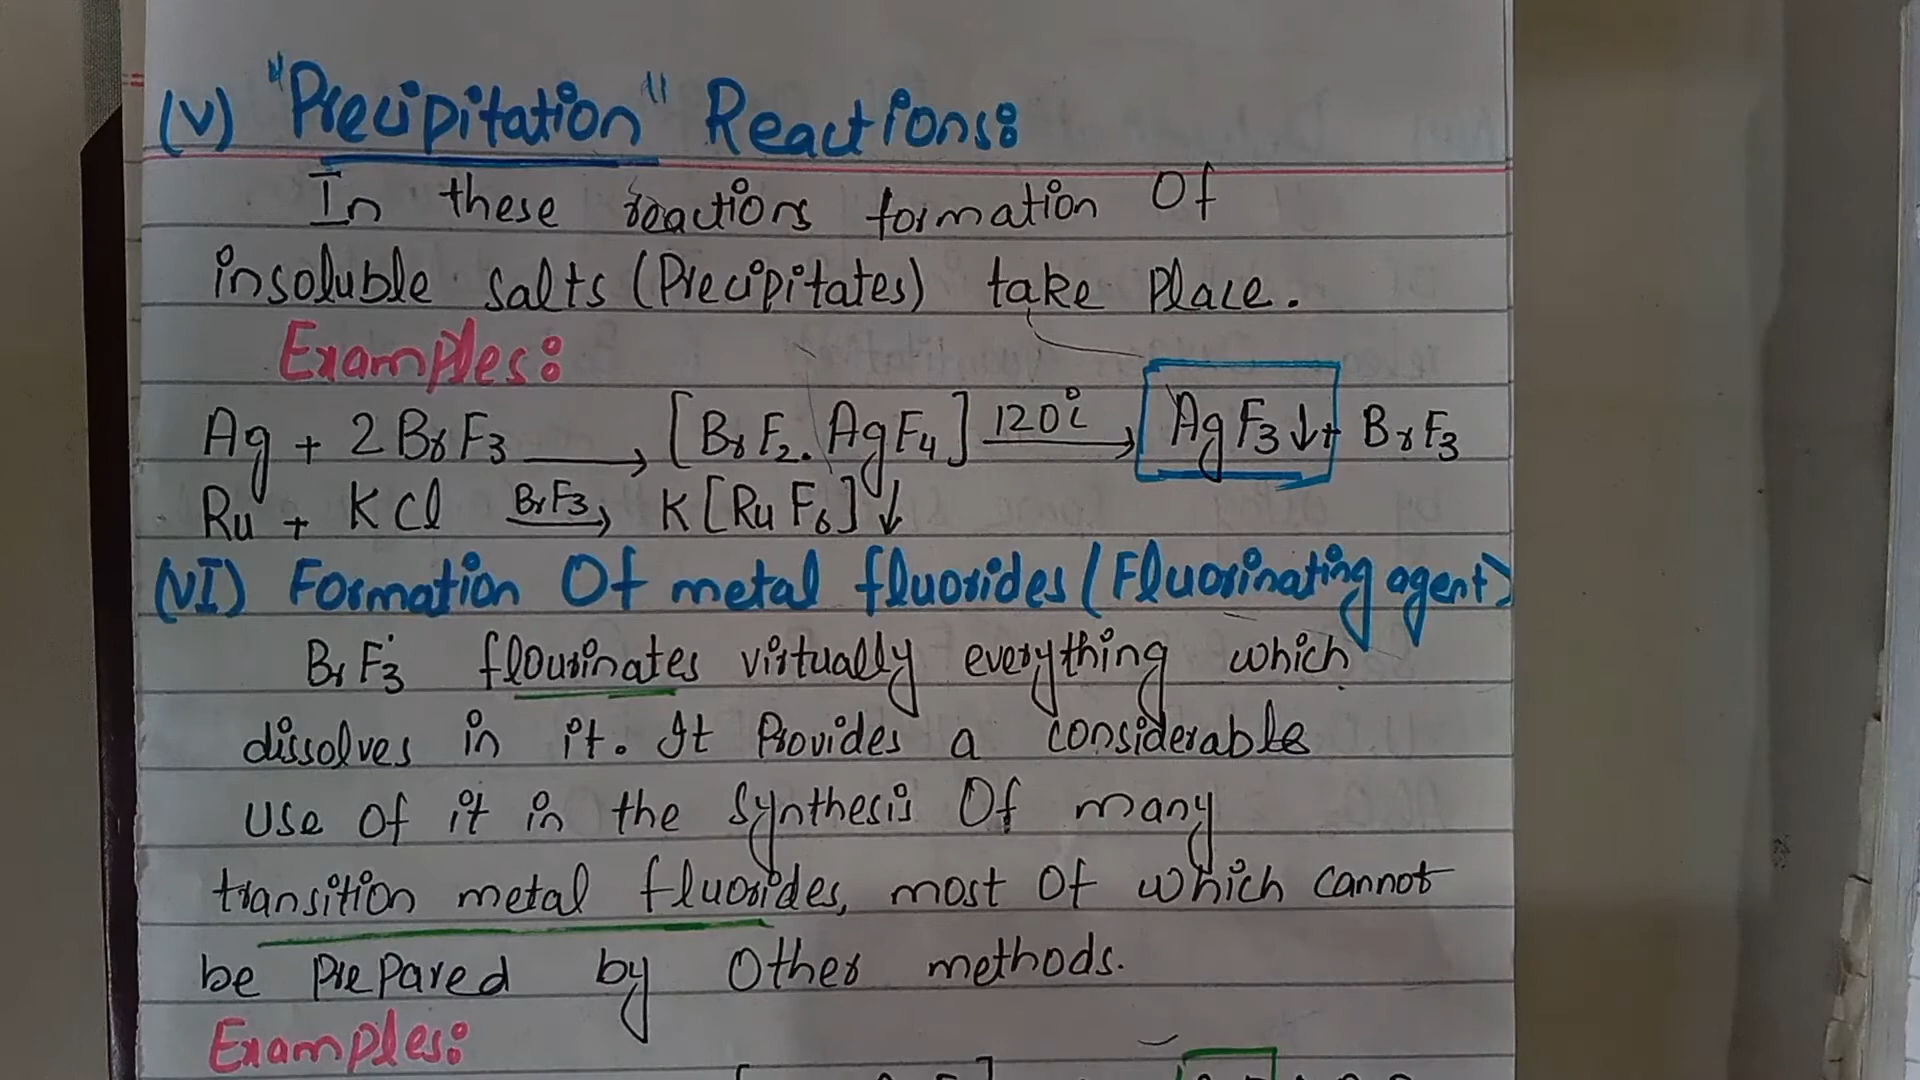 (V) "Precipitation" Reactions:
In these reactions formation Of
insoluble salts (Precipitates) take Place.
Examples:
Ag + 2BrF3 → [BrF2. AgF4] 120°C → AgF3↓ + BrF3
Ru + KCl BrF3 → K[RuF6]↓
(VI) Formation Of metal fluorides (Fluorinating agent)
BrF3 flourinates virtually everything which
dissolves in it. It Provides a considerable
use of it in the synthesis Of many
transition metal fluorides, most Of which cannot
be prepared by Other methods.
Examples: